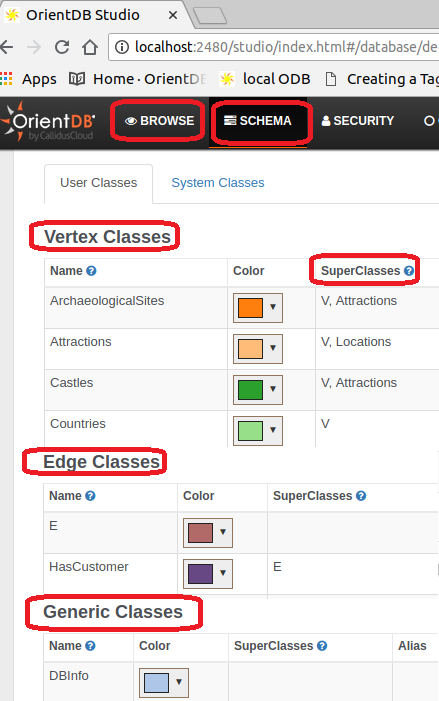 OrientDB Studio
localhost:2480/studio/index.html#/database/de
Apps Home · OrientD local ODB Creating a Tag
OrientDB
by CallidusCloud
BROWSE SCHEMA SECURITY
User Classes System Classes
Vertex Classes
Name Color SuperClasses
ArchaeologicalSites V, Attractions
Attractions V, Locations
Castles V, Attractions
Countries V
Edge Classes
Name Color SuperClasses
E
HasCustomer E
Generic Classes
Name Color SuperClasses Alias
DBInfo